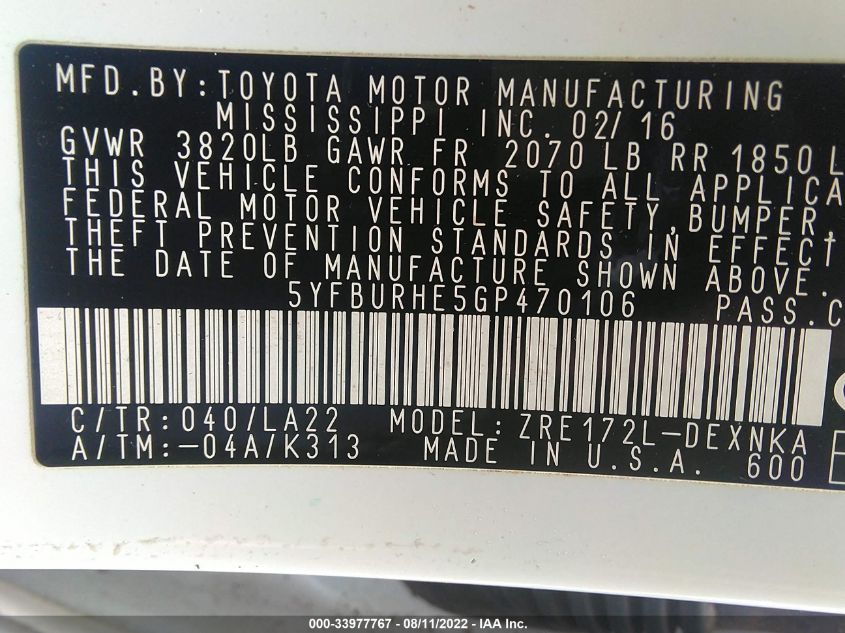 MFD.BY:TOYOTA MOTOR MANUFACTURING
MISSISSIPPI INC. 02/16
GVWR 3820LB GAWR FR 2070 LB RR 1850 L
THIS VEHICLE CONFORMS TO ALL APPLICA
FEDERAL MOTOR VEHICLE SAFETY,BUMPER,
THEFT PREVENTION STANDARDS IN EFFECT
THE DATE OF MANUFACTURE SHOWN ABOVE.
5YFBURHE5GP470106 PASS.C
C/TR:040/LA22 MODEL:ZRE172L-DEXNKA
A/TM:-04A/K313 MADE IN U.S.A. 600
000-33977767 - 08/11/2022 - IAA Inc.